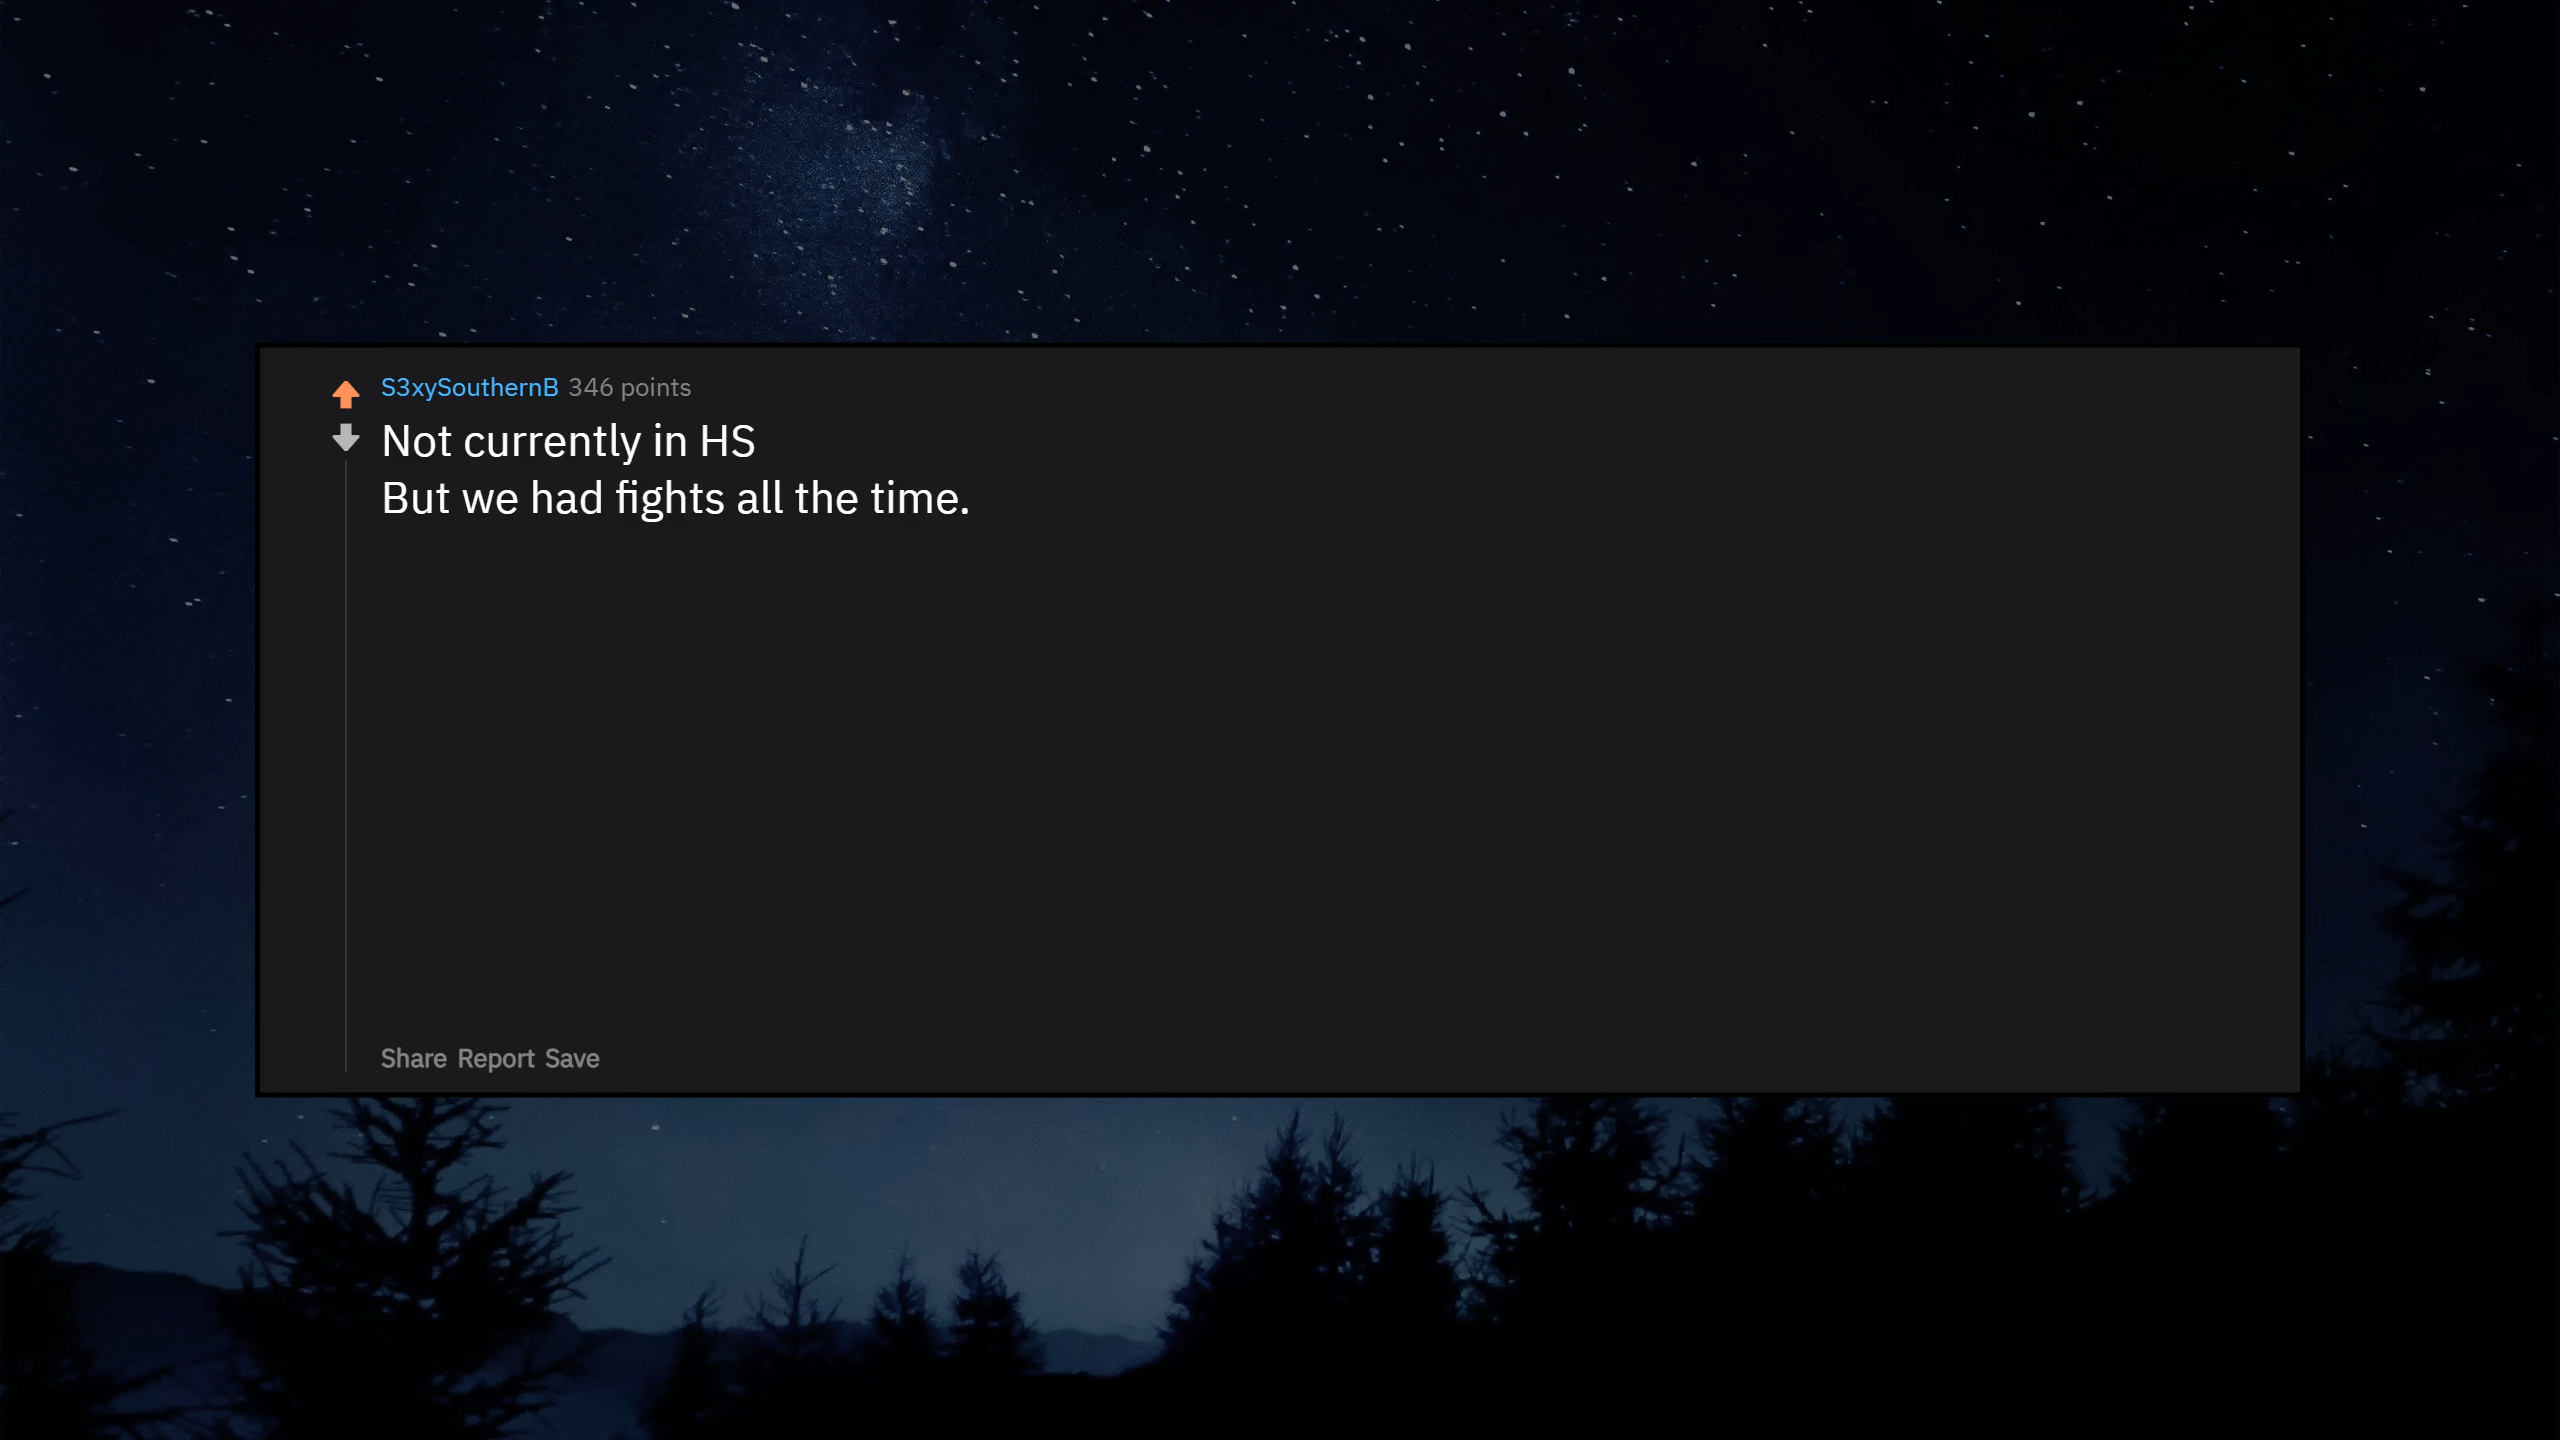 S3xySouthernB 346 points
Not currently in HS
But we had fights all the time.
Share Report Save